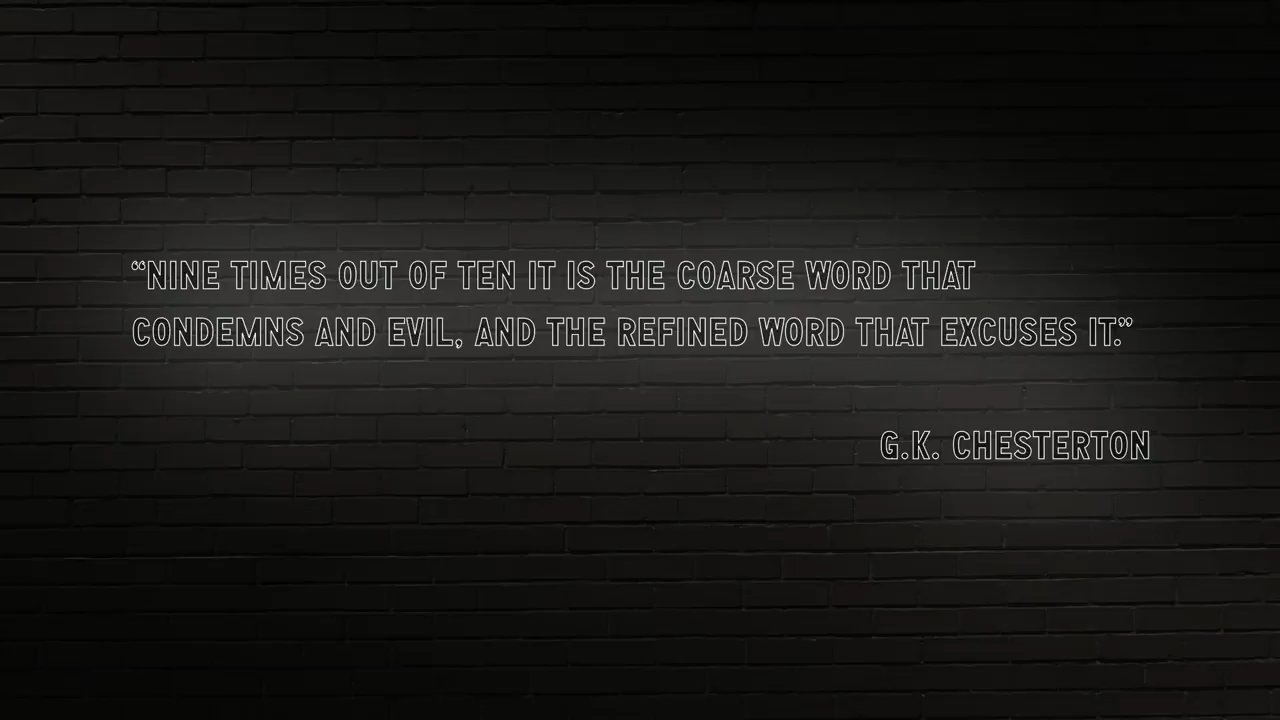 “NINE TIMES OUT OF TEN IT IS THE COARSE WORD THAT
CONDEMNS AND EVIL, AND THE REFINED WORD THAT EXCUSES IT.”
G.K. CHESTERTON